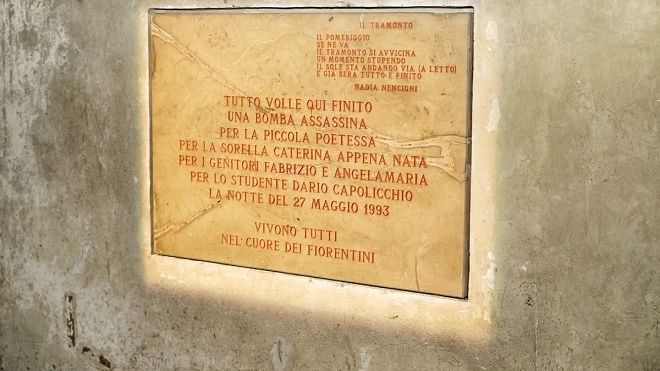 IL TRAMONTO
IL POMERIGGIO
SE NE VA
IL TRAMONTO SI AVVICINA
UN MOMENTO STUPENDO
IL SOLE STA ANDANDO VIA (A LETTO)
È GIÀ SERA TUTTO È FINITO
NADIA NENCIONI
TUTTO VOLLE QUI FINITO
UNA BOMBA ASSASSINA
PER LA PICCOLA POETESSA
PER LA SORELLA CATERINA APPENA NATA
PER I GENITORI FABRIZIO E ANGELAMARIA
PER LO STUDENTE DARIO CAPOLICCHIO
LA NOTTE DEL 27 MAGGIO 1993
VIVONO TUTTI
NEL CUORE DEI FIORENTINI